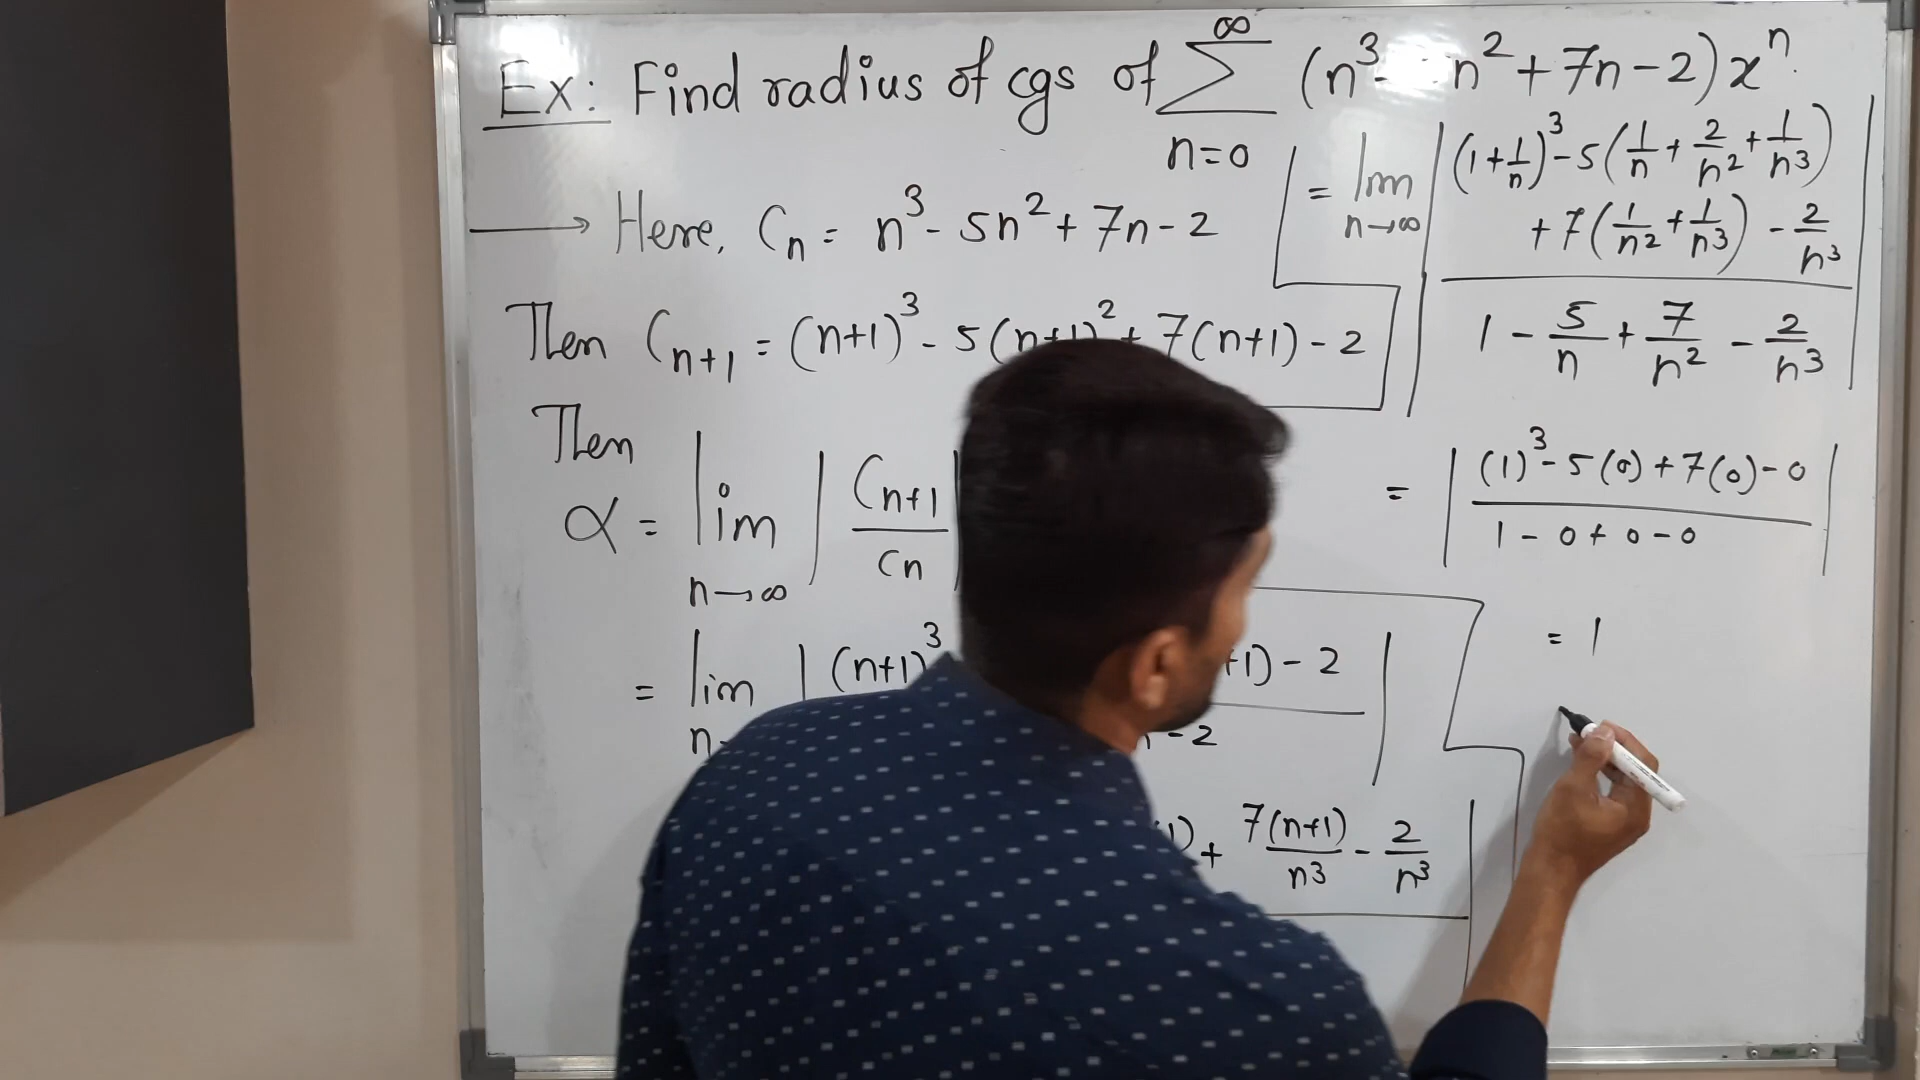 Ex: Find radius of cgs of ∑_{n=0}^{∞} (n³- n²+7n-2)xⁿ.
Here, Cₙ = n³- 5n²+ 7n-2
Then Cₙ₊₁ = (n+1)³- 5(n+1)²+ 7(n+1)-2
Then
α = lim_{n→∞} | Cₙ₊₁ / Cₙ |
= lim | (n+1)³ +1)-2
n -2 |
1)+ 7(n+1)/n³ - 2/n³ |
= lim_{n→∞} | (1+1/n)³-5(1/n + 2/n² + 1/n³)
+7(1/n² + 1/n³) - 2/n³
1 - 5/n + 7/n² - 2/n³ |
= | (1)³-5(0)+7(0)-0
1-0+0-0 |
= 1